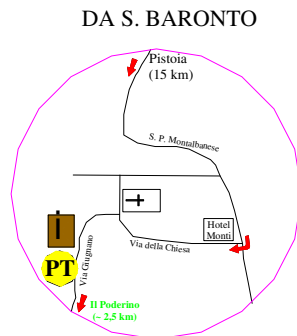 DA S. BARONTO
Pistoia
(15 km)
S. P. Montalbanese
Hotel
Monti
Via della Chiesa
Via Giugnano
PT
Il Poderino
(~ 2,5 km)